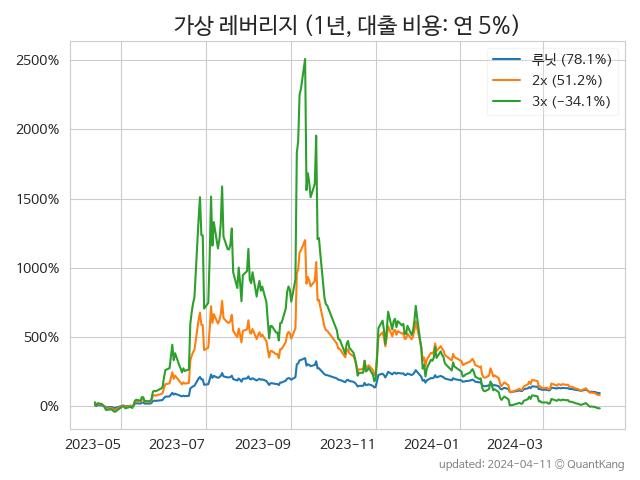 가상 레버리지 (1년, 대출 비용: 연 5%)
루닛 (78.1%)
2x (51.2%)
3x (-34.1%)
2500%
2000%
1500%
1000%
500%
0%
2023-05 2023-07 2023-09 2023-11 2024-01 2024-03
updated: 2024-04-11 © QuantKang